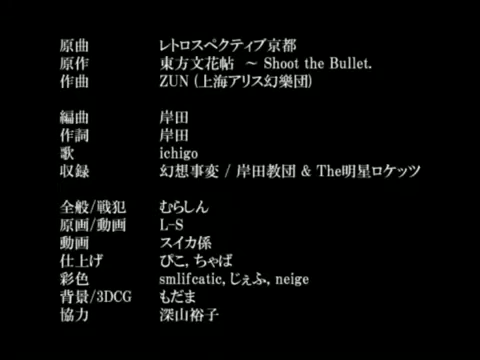 原曲 レトロスペクティブ京都
原作 東方文花帖 ～ Shoot the Bullet.
作曲 ZUN (上海アリス幻樂団)
編曲 岸田
作詞 岸田
歌 ichigo
収録 幻想事変 / 岸田教団 & The明星ロケッツ
全般/戦犯 むらしん
原画/動画 L-S
動画 スイカ係
仕上げ ぴこ, ちゃば
彩色 smlifcatic, じぇふ, neige
背景/3DCG もだま
協力 深山裕子